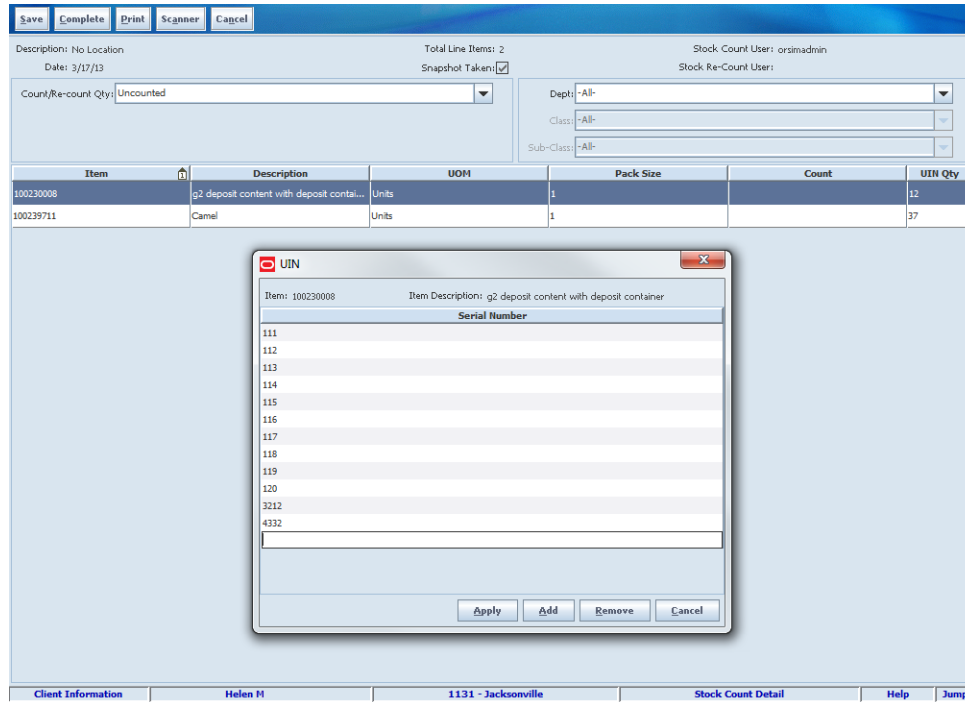 Save Complete Print Scanner Cancel
Description: No Location Total Line Items: 2 Stock Count User: orsimadmin
Date: 3/17/13 Snapshot Taken: Stock Re-Count User:
Count/Re-count Qty: Uncounted Dept: -All-
Class: -All-
Sub-Class: -All-
Item 1 Description UOM Pack Size Count UIN Qty
100230008 g2 deposit content with deposit contai... Units 1 12
100239711 Camel Units 1 37
UIN
Item: 100230008 Item Description: g2 deposit content with deposit container
Serial Number
111
112
113
114
115
116
117
118
119
120
3212
4332
Apply Add Remove Cancel
Client Information Helen M 1131 - Jacksonville Stock Count Detail Help Jump